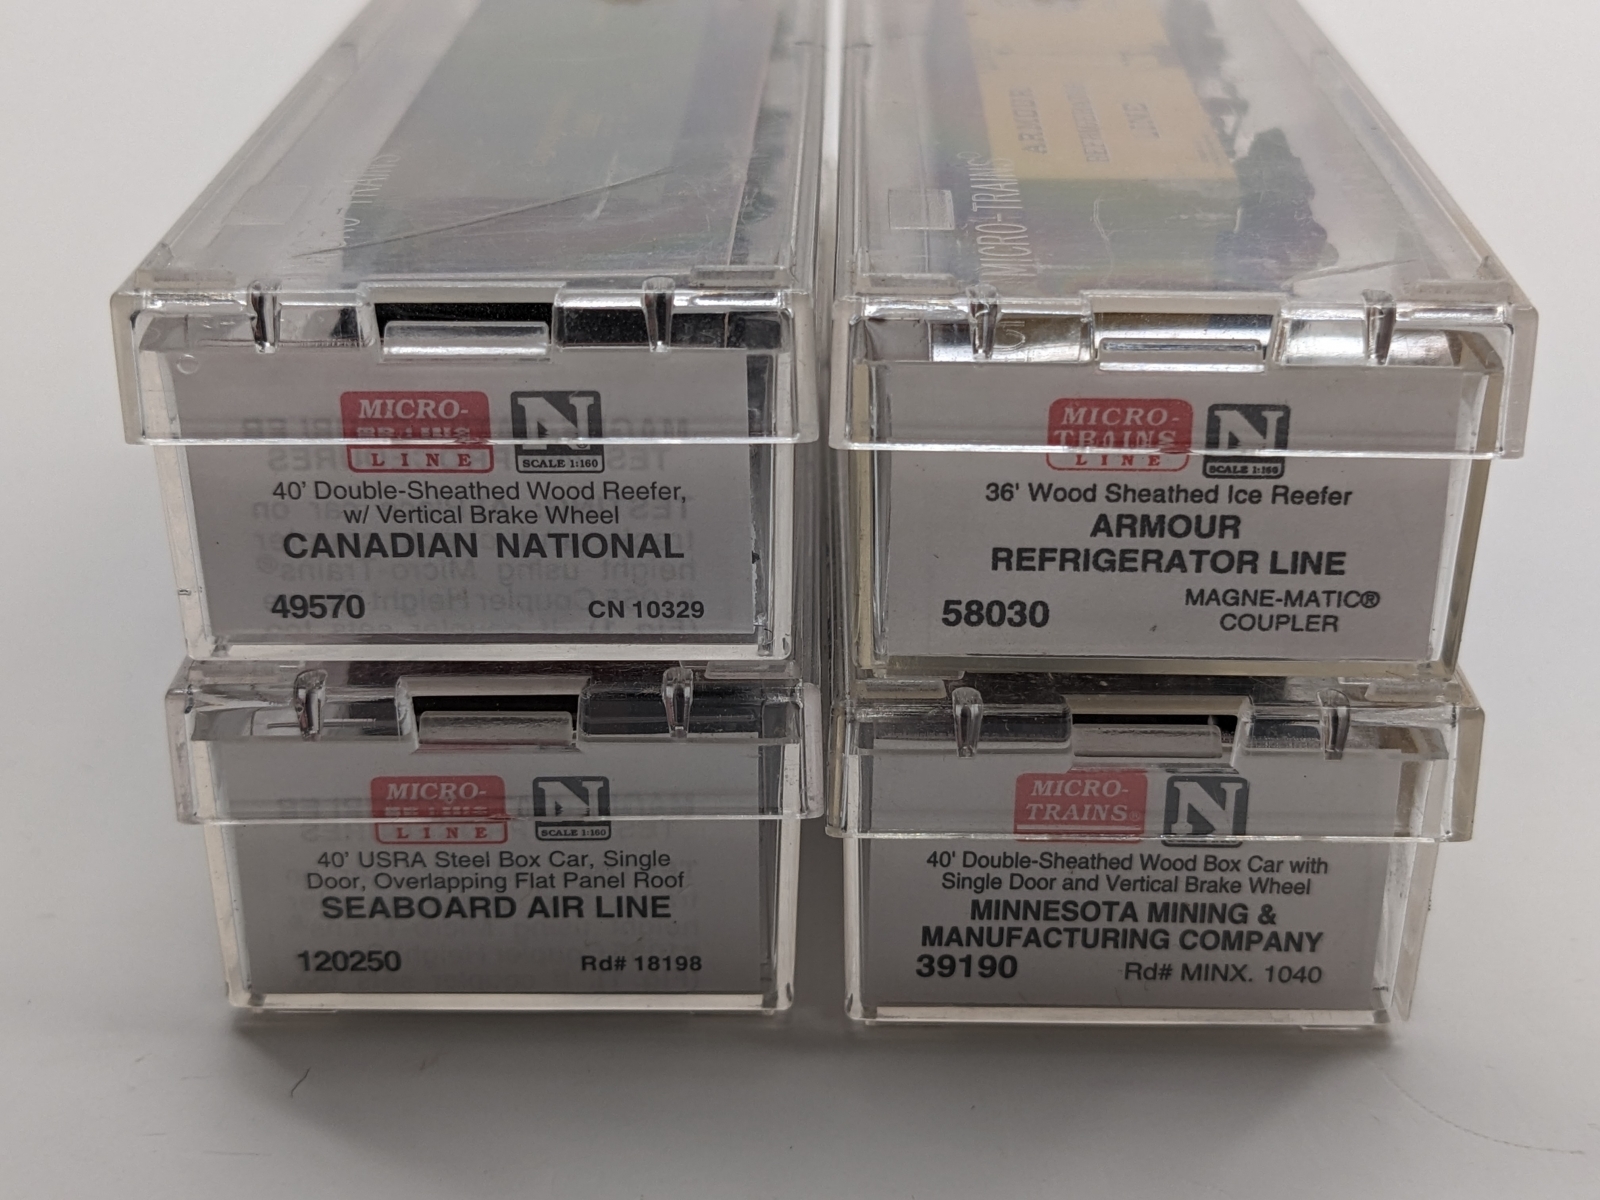 MICRO-TRAINS®
ARMOUR
REFRIGERATOR
LINE
MICRO-
TRAINS
LINE
N
SCALE 1:160
40' Double-Sheathed Wood Reefer,
w/ Vertical Brake Wheel
CANADIAN NATIONAL
49570
CN 10329
MICRO-
TRAINS
LINE
N
SCALE 1:160
36' Wood Sheathed Ice Reefer
ARMOUR
REFRIGERATOR LINE
58030
MAGNE-MATIC®
COUPLER
MICRO-
LINE
N
SCALE 1:160
40' USRA Steel Box Car, Single
Door, Overlapping Flat Panel Roof
SEABOARD AIR LINE
120250
Rd# 18198
MICRO-
TRAINS®
N
40' Double-Sheathed Wood Box Car with
Single Door and Vertical Brake Wheel
MINNESOTA MINING &
MANUFACTURING COMPANY
39190
Rd# MINX. 1040